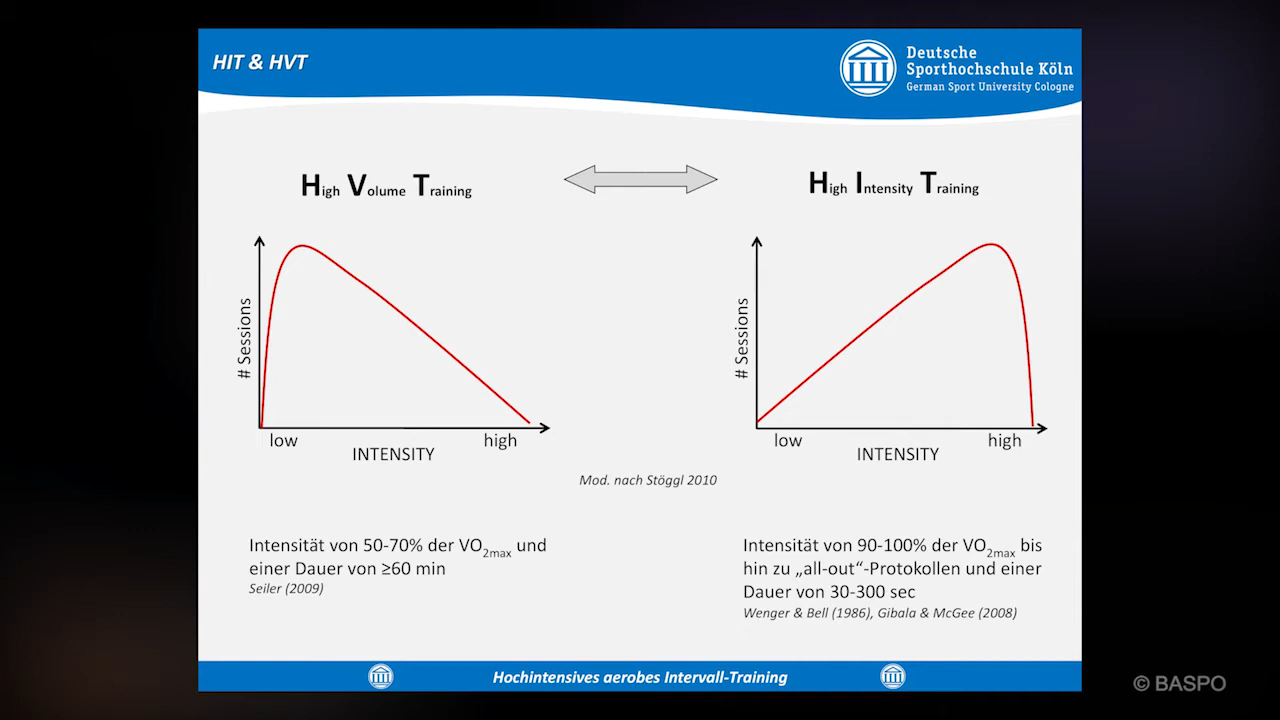 HIT & HVT
Deutsche
Sporthochschule Köln
German Sport University Cologne
High Volume Training
High Intensity Training
# Sessions
low
high
INTENSITY
# Sessions
low
high
INTENSITY
Mod. nach Stöggl 2010
Intensität von 50-70% der VO2max und
einer Dauer von ≥60 min
Seiler (2009)
Intensität von 90-100% der VO2max bis
hin zu „all-out“-Protokollen und einer
Dauer von 30-300 sec
Wenger & Bell (1986), Gibala & McGee (2008)
Hochintensives aerobes Intervall-Training
© BASPO